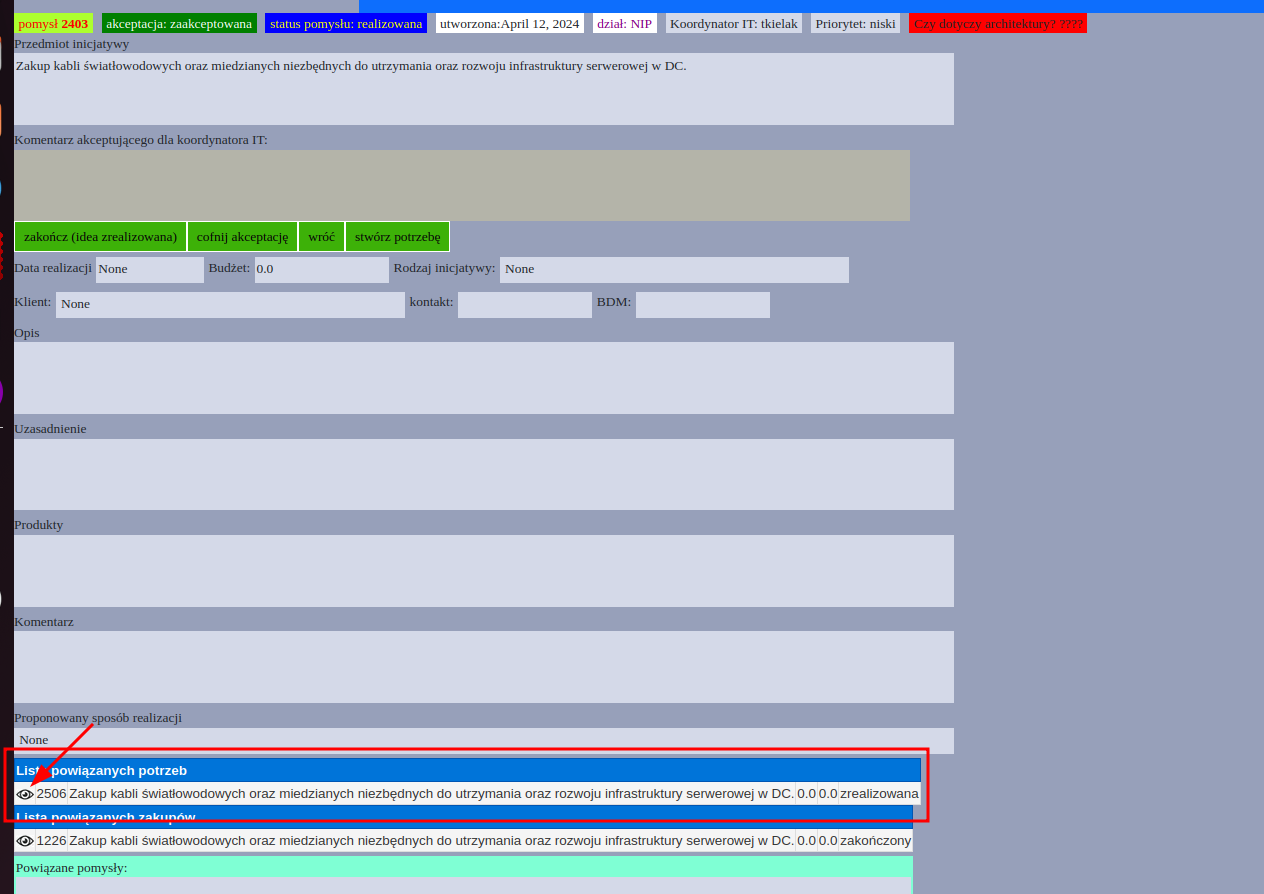 pomysł 2403 akceptacja: zaakceptowana status pomysłu: realizowana utworzona:April 12, 2024 dział: NIP Koordynator IT: tkielak Priorytet: niski Czy dotyczy architektury? ????
Przedmiot inicjatywy
Zakup kabli światłowodowych oraz miedzianych niezbędnych do utrzymania oraz rozwoju infrastruktury serwerowej w DC.
Komentarz akceptującego dla koordynatora IT:
zakończ (idea zrealizowana) cofnij akceptację wróć stwórz potrzebę
Data realizacji None Budżet: 0.0 Rodzaj inicjatywy: None
Klient: None kontakt: BDM:
Opis
Uzasadnienie
Produkty
Komentarz
Proponowany sposób realizacji
None
Lista powiązanych potrzeb
2506 Zakup kabli światłowodowych oraz miedzianych niezbędnych do utrzymania oraz rozwoju infrastruktury serwerowej w DC. 0.0 0.0 zrealizowana
Lista powiązanych zakupów
1226 Zakup kabli światłowodowych oraz miedzianych niezbędnych do utrzymania oraz rozwoju infrastruktury serwerowej w DC. 0.0 0.0 zakończony
Powiązane pomysły: